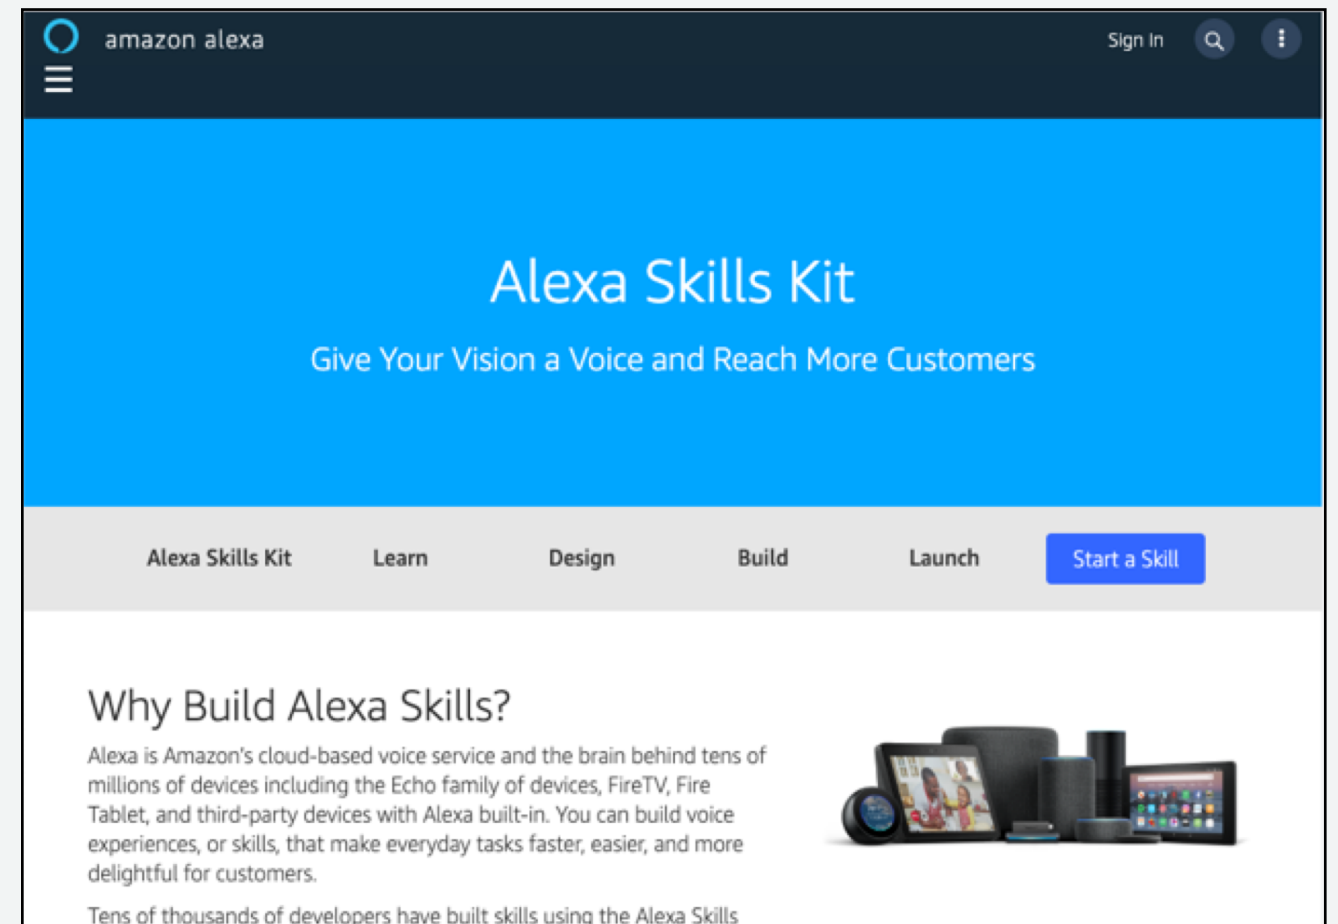 amazon alexa
Sign In
Alexa Skills Kit
Give Your Vision a Voice and Reach More Customers
Alexa Skills Kit
Learn
Design
Build
Launch
Start a Skill
Why Build Alexa Skills?
Alexa is Amazon's cloud-based voice service and the brain behind tens of
millions of devices including the Echo family of devices, FireTV, Fire
Tablet, and third-party devices with Alexa built-in. You can build voice
experiences, or skills, that make everyday tasks faster, easier, and more
delightful for customers.
Tens of thousands of developers have built skills using the Alexa Skills